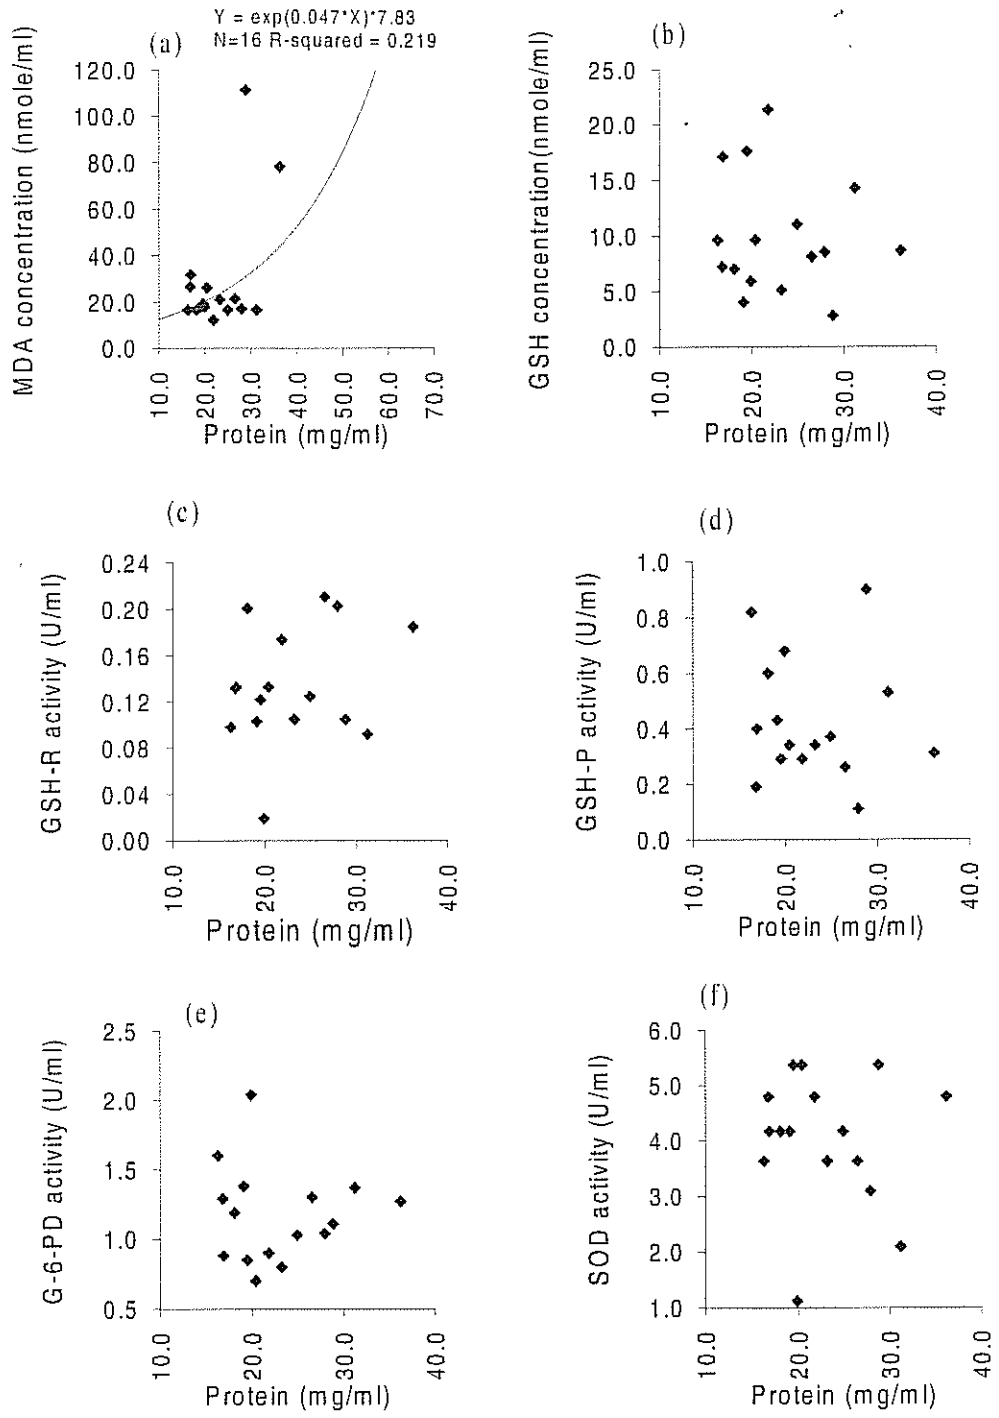 Y = exp(0.047*X)*7.83
(a) N=16 R-squared = 0.219
MDA concentration (nmole/ml)
120.0
100.0
80.0
60.0
40.0
20.0
0.0
10.0 20.0 30.0 40.0 50.0 60.0 70.0
Protein (mg/ml)
(b)
GSH concentration(nmole/ml)
25.0
20.0
15.0
10.0
5.0
0.0
10.0 20.0 30.0 40.0
Protein (mg/ml)
(c)
GSH-R activity (U/ml)
0.24
0.20
0.16
0.12
0.08
0.04
0.00
10.0 20.0 30.0 40.0
Protein (mg/ml)
(d)
GSH-P activity (U/ml)
1.0
0.8
0.6
0.4
0.2
0.0
10.0 20.0 30.0 40.0
Protein (mg/ml)
(e)
G-6-PD activity (U/ml)
2.5
2.0
1.5
1.0
0.5
10.0 20.0 30.0 40.0
Protein (mg/ml)
(f)
SOD activity (U/ml)
6.0
5.0
4.0
3.0
2.0
1.0
10.0 20.0 30.0 40.0
Protein (mg/ml)